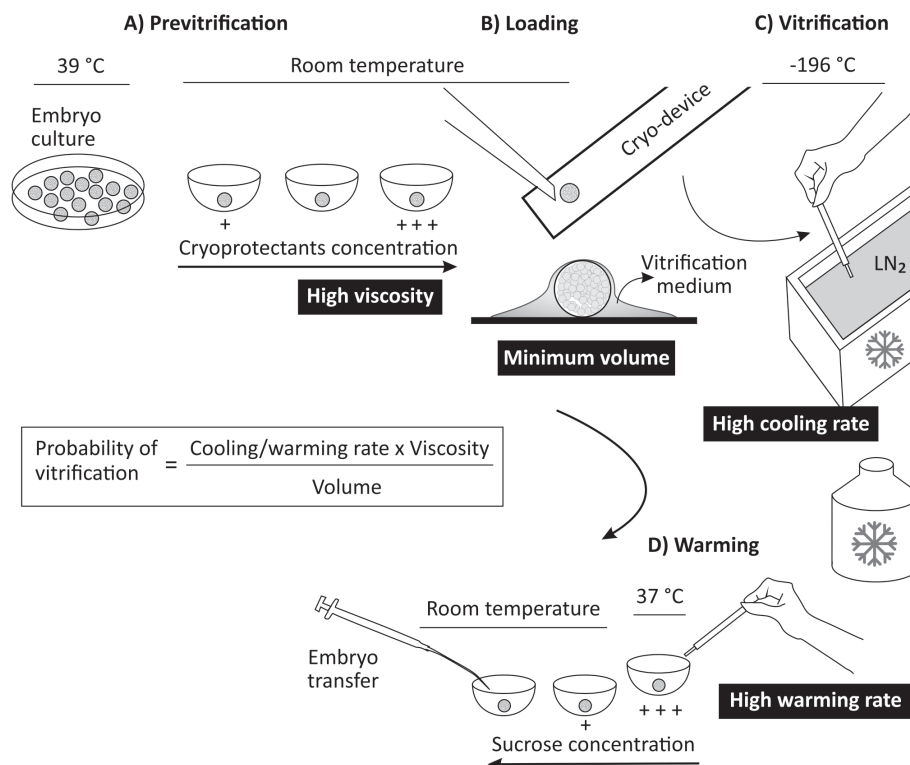 A) Previtrification
B) Loading
C) Vitrification
39 °C
Room temperature
-196 °C
Embryo
culture
Cryo-device
+
+ + +
Cryoprotectants concentration
High viscosity
Vitrification
medium
Minimum volume
LN₂
High cooling rate
Probability of
vitrification
=
Cooling/warming rate x Viscosity
Volume
D) Warming
Room temperature
37 °C
Embryo
transfer
+
+ + +
High warming rate
Sucrose concentration